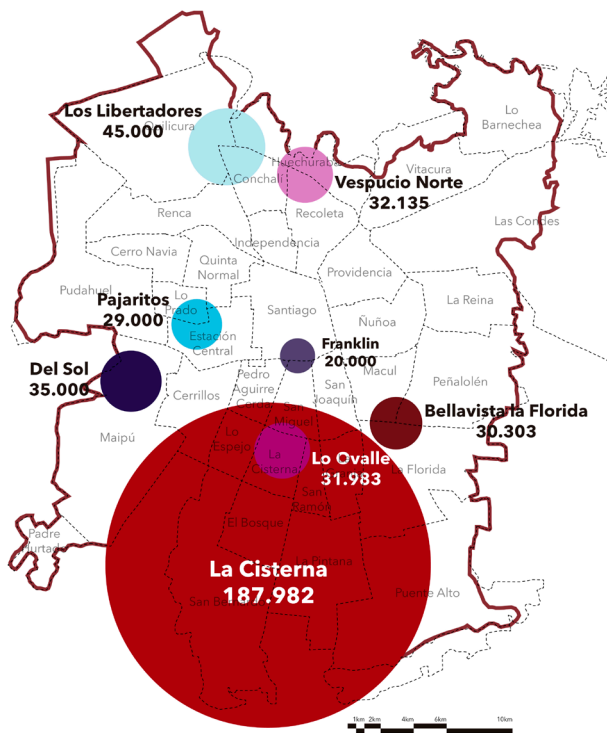 Lo
Barnechea
Los Libertadores
Quilicura
45.000
Huechuraba
Vitacura
Conchalí
Vespucio Norte
32.135
Renca
Recoleta
Las Condes
Independencia
Cerro Navia
Quinta
Normal
Providencia
Pudahuel
Lo
Prado
Pajaritos
29.000
La Reina
Santiago
Ñuñoa
Estación
Central
Franklin
20.000
Del Sol
35.000
Pedro
Aguirre
Cerda
Macul
San
Joaquín
Peñalolén
Cerrillos
San
Miguel
Bellavista la Florida
30.303
Maipú
Lo
Espejo
La
Cisterna
Lo Ovalle
31.983
La Florida
San
Ramón
El Bosque
Padre
Hurtado
La Pintana
La Cisterna
187.982
San Bernardo
Puente Alto
1km 2km 4km 6km 10km